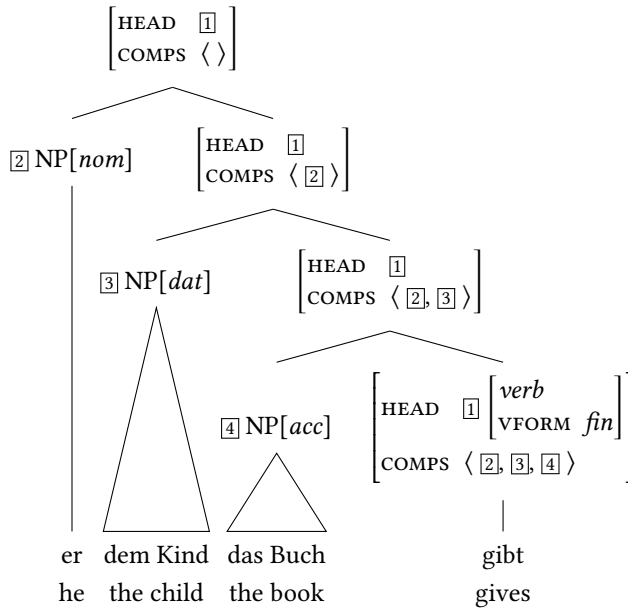 HEAD 1
COMPS ⟨ ⟩
2 NP[nom]
HEAD 1
COMPS ⟨ 2 ⟩
3 NP[dat]
HEAD 1
COMPS ⟨ 2, 3 ⟩
4 NP[acc]
HEAD 1 verb
VFORM fin
COMPS ⟨ 2, 3, 4 ⟩
er dem Kind das Buch gibt
he the child the book gives